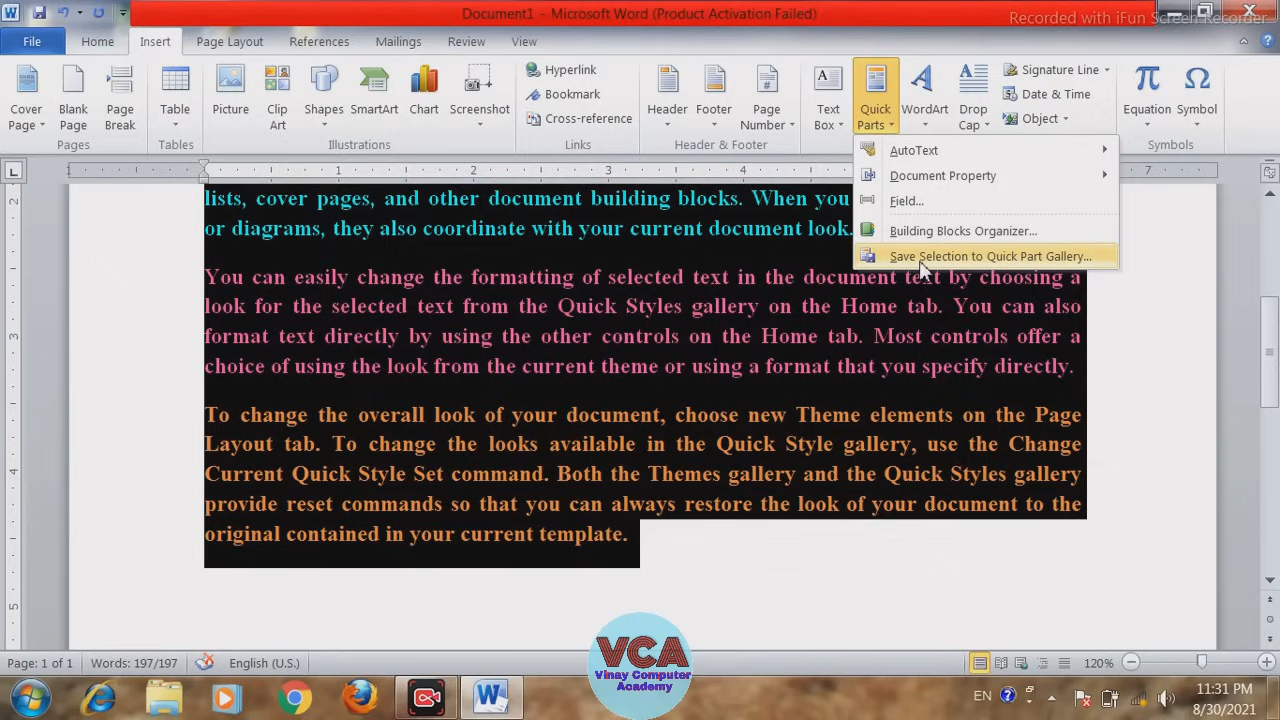 Document1 - Microsoft Word (Product Activation Failed)
Recorded with iFun Screen Recorder
File Home Insert Page Layout References Mailings Review View
Cover Page
Blank Page
Page Break
Table
Picture
Clip Art
Shapes
SmartArt
Chart
Screenshot
Hyperlink
Bookmark
Cross-reference
Header
Footer
Page Number
Text Box
Quick Parts
WordArt
Drop Cap
Signature Line
Date & Time
Object
Equation
Symbol
Pages Tables Illustrations Links Header & Footer Symbols
AutoText
Document Property
Field...
Building Blocks Organizer...
Save Selection to Quick Part Gallery...
1 1 2 3 4 5 7
2
3
4
5
lists, cover pages, and other document building blocks. When you
or diagrams, they also coordinate with your current document look.
You can easily change the formatting of selected text in the document text by choosing a
look for the selected text from the Quick Styles gallery on the Home tab. You can also
format text directly by using the other controls on the Home tab. Most controls offer a
choice of using the look from the current theme or using a format that you specify directly.
To change the overall look of your document, choose new Theme elements on the Page
Layout tab. To change the looks available in the Quick Style gallery, use the Change
Current Quick Style Set command. Both the Themes gallery and the Quick Styles gallery
provide reset commands so that you can always restore the look of your document to the
original contained in your current template.
VCA
Vinay Computer
Academy
Page: 1 of 1 Words: 197/197 English (U.S.) 120%
EN 11:31 PM
8/30/2021